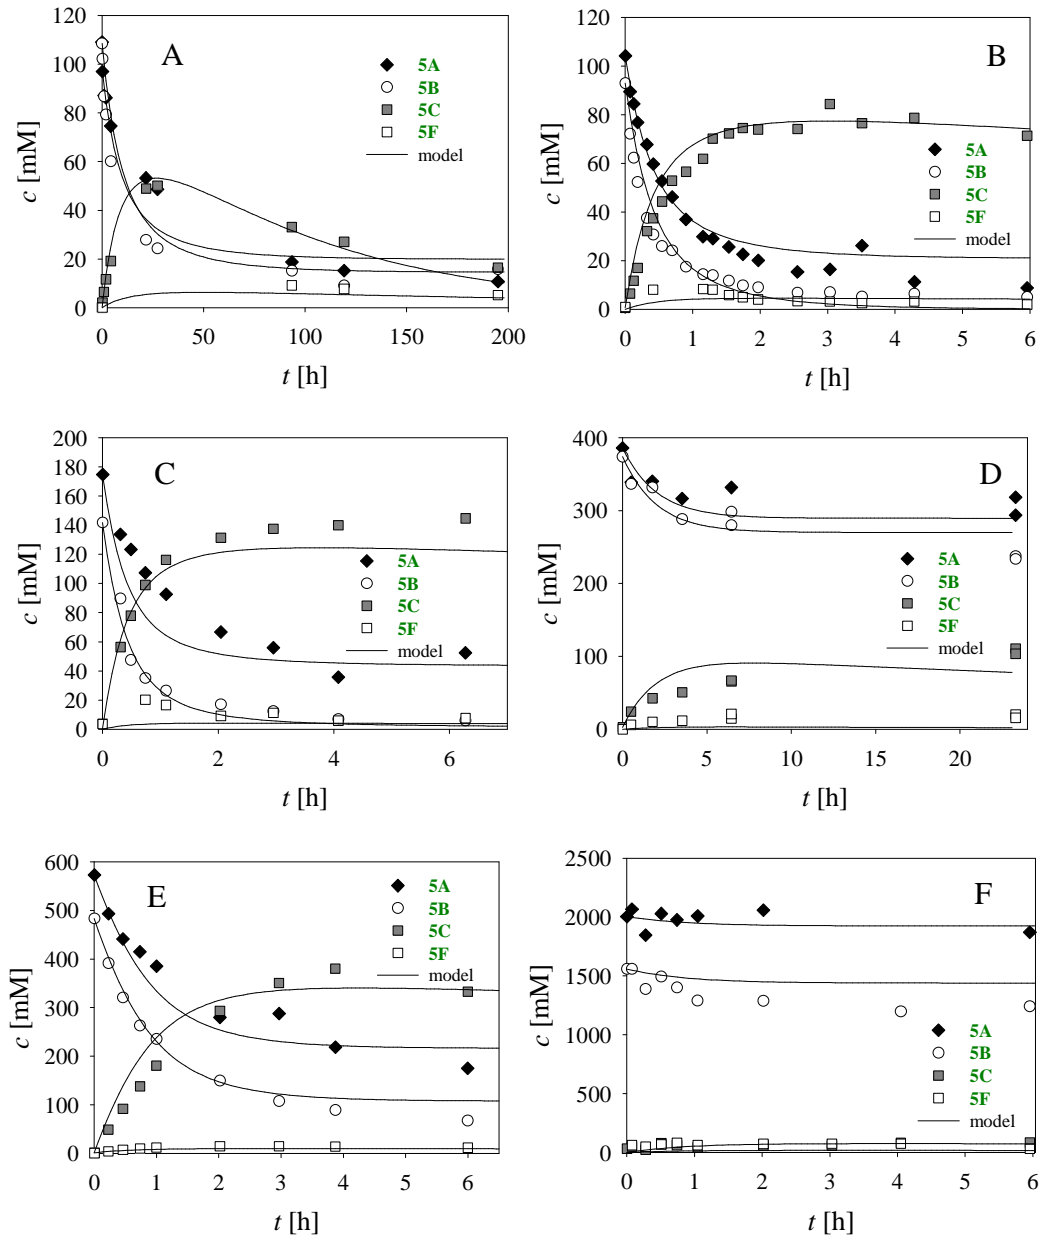 A
120
100
80
60
40
20
0
c [mM]
0 50 100 150 200
t [h]
5A
5B
5C
5F
model
B
120
100
80
60
40
20
0
c [mM]
0 1 2 3 4 5 6
t [h]
5A
5B
5C
5F
model
C
200
180
160
140
120
100
80
60
40
20
0
c [mM]
0 2 4 6
t [h]
5A
5B
5C
5F
model
D
400
300
200
100
0
c [mM]
0 5 10 15 20
t [h]
5A
5B
5C
5F
model
E
600
500
400
300
200
100
0
c [mM]
0 1 2 3 4 5 6
t [h]
5A
5B
5C
5F
model
F
2500
2000
1500
1000
500
0
c [mM]
0 1 2 3 4 5 6
t [h]
5A
5B
5C
5F
model